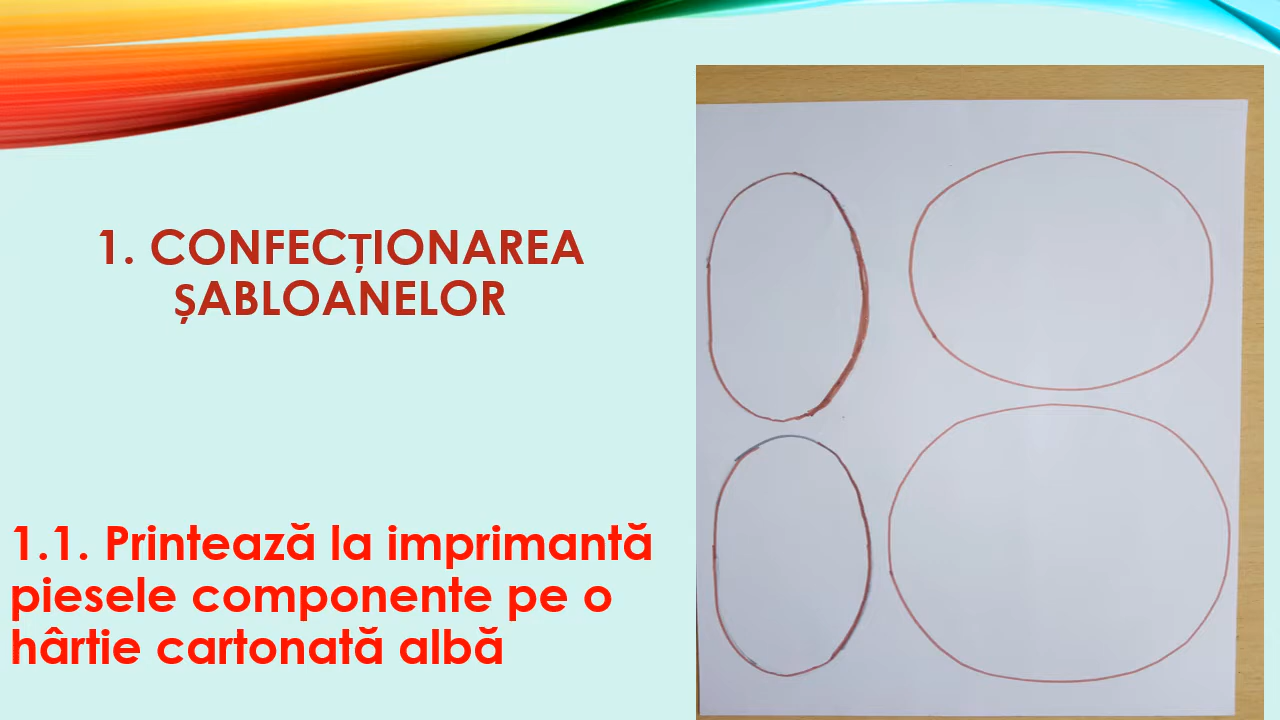 1. CONFECȚIONAREA
ȘABLOANELOR
1.1. Printează la imprimantă
piesele componente pe o
hârtie cartonată albă